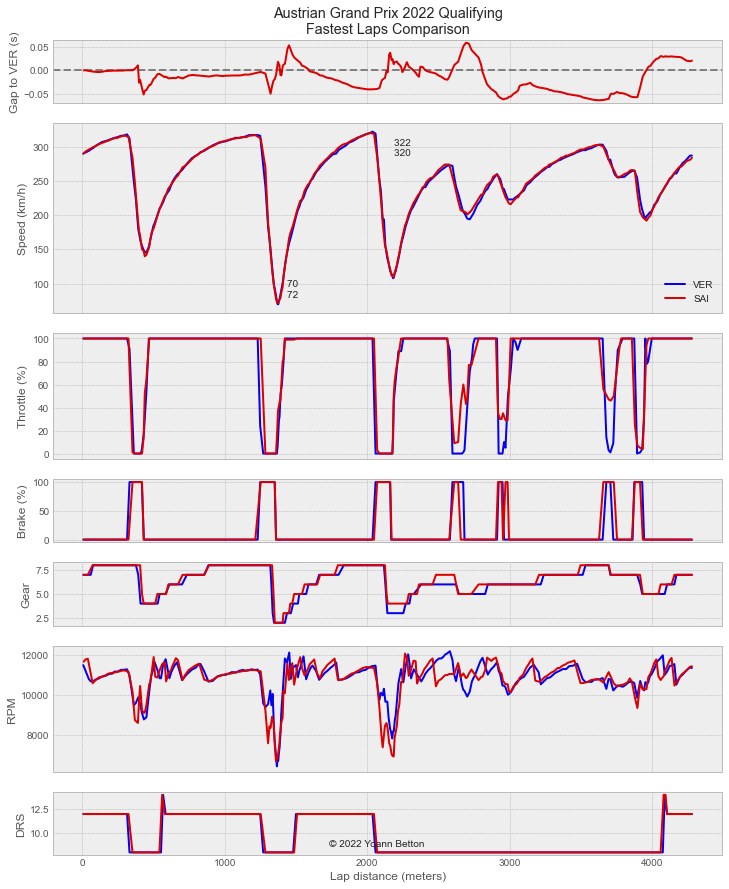 Austrian Grand Prix 2022 Qualifying
Fastest Laps Comparison
Gap to VER (s)
0.05
0.00
−0.05
Speed (km/h)
300
250
200
150
100
322
320
70
72
VER
SAI
Throttle (%)
100
80
60
40
20
0
Brake (%)
100
50
0
Gear
7.5
5.0
2.5
RPM
12000
10000
8000
DRS
12.5
10.0
© 2022 Yoann Betton
0 1000 2000 3000 4000
Lap distance (meters)